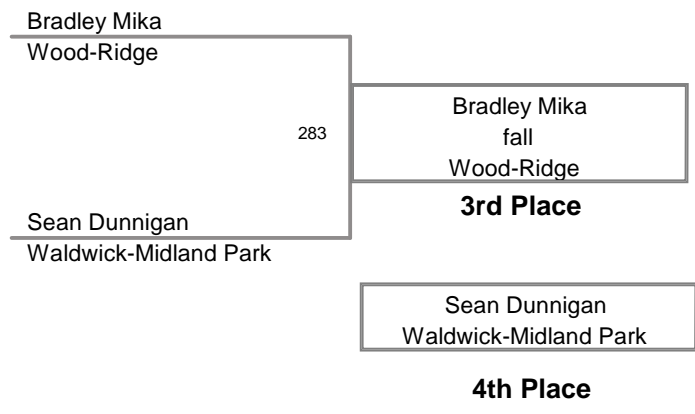 Bradley Mika
Wood-Ridge
283
Bradley Mika
fall
Wood-Ridge
3rd Place
Sean Dunnigan
Waldwick-Midland Park
Sean Dunnigan
Waldwick-Midland Park
4th Place